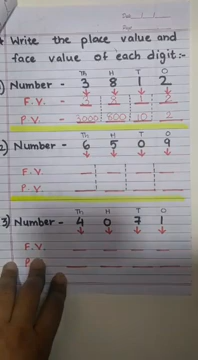 Write the place value and
face value of each digit:-
Th H T O
1) Number - 3 8 1 2
F.V. 3 8 1 2
P.V. 3000 800 10 2
Th H T O
2) Number - 6 5 0 9
F.V.
P.V.
Th H T O
3) Number - 4 0 7 1
F.V.
P.